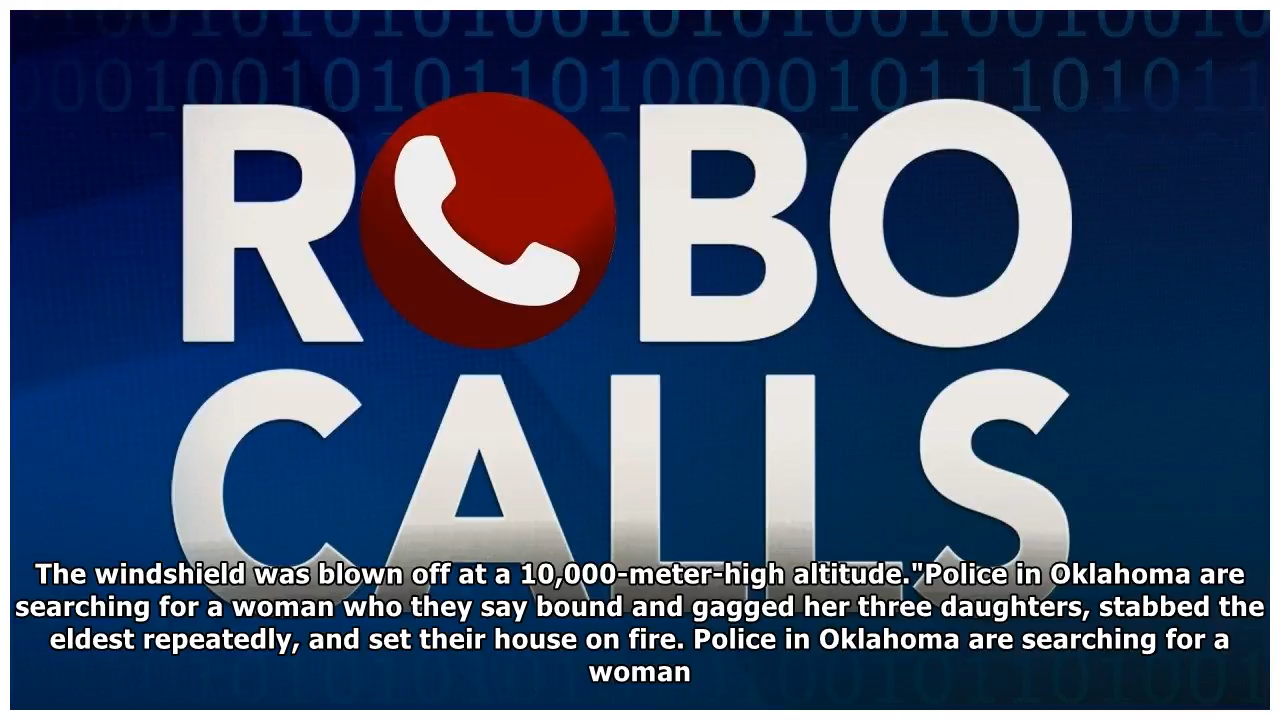 ROBO
CALLS
The windshield was blown off at a 10,000-meter-high altitude."Police in Oklahoma are
searching for a woman who they say bound and gagged her three daughters, stabbed the
eldest repeatedly, and set their house on fire. Police in Oklahoma are searching for a
woman